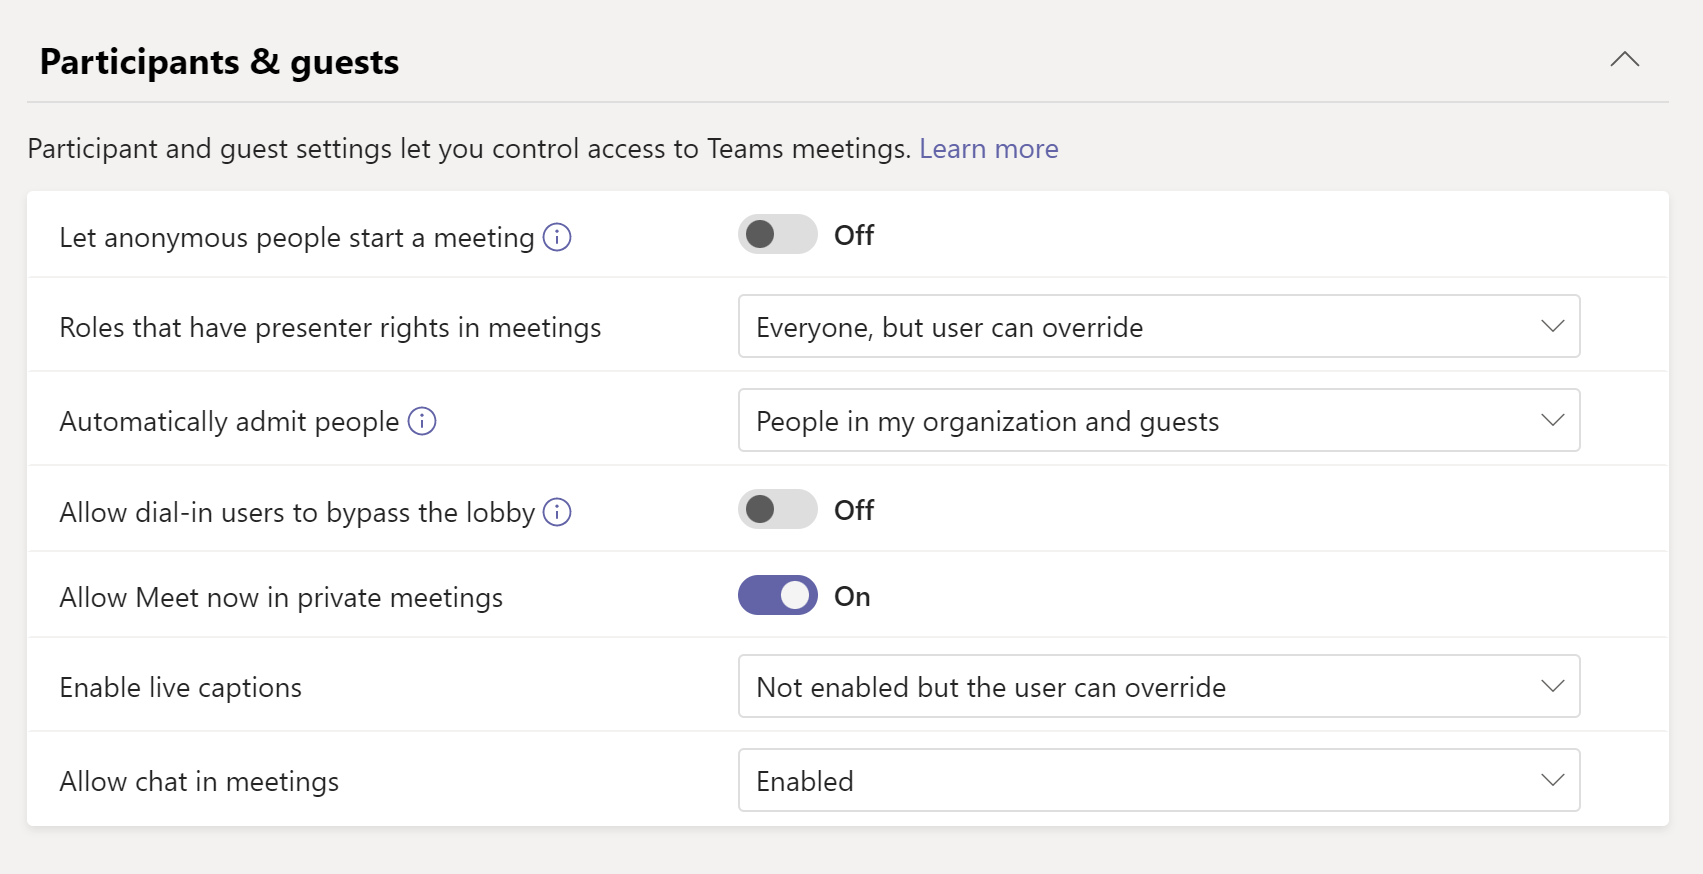 Participants & guests
Participant and guest settings let you control access to Teams meetings. Learn more
Let anonymous people start a meeting Off
Roles that have presenter rights in meetings Everyone, but user can override
Automatically admit people People in my organization and guests
Allow dial-in users to bypass the lobby Off
Allow Meet now in private meetings On
Enable live captions Not enabled but the user can override
Allow chat in meetings Enabled